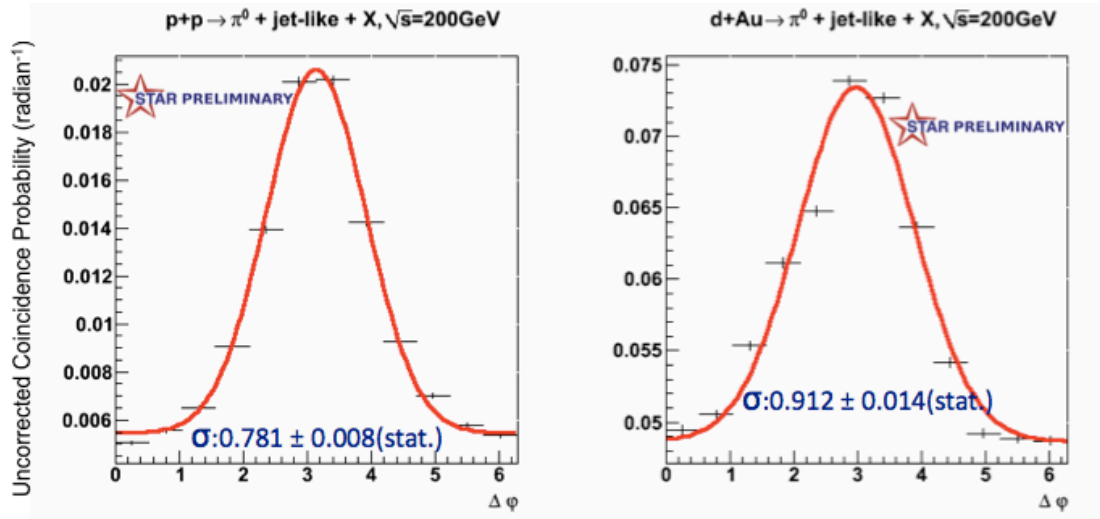 p+p→π⁰ + jet-like + X, √s=200GeV
Uncorrected Coincidence Probability (radian⁻¹)
0.02
0.018
0.016
0.014
0.012
0.01
0.008
0.006
STAR PRELIMINARY
σ:0.781 ± 0.008(stat.)
0 1 2 3 4 5 6
Δ φ
d+Au→π⁰ + jet-like + X, √s=200GeV
0.075
0.07
0.065
0.06
0.055
0.05
STAR PRELIMINARY
σ:0.912 ± 0.014(stat.)
0 1 2 3 4 5 6
Δ φ